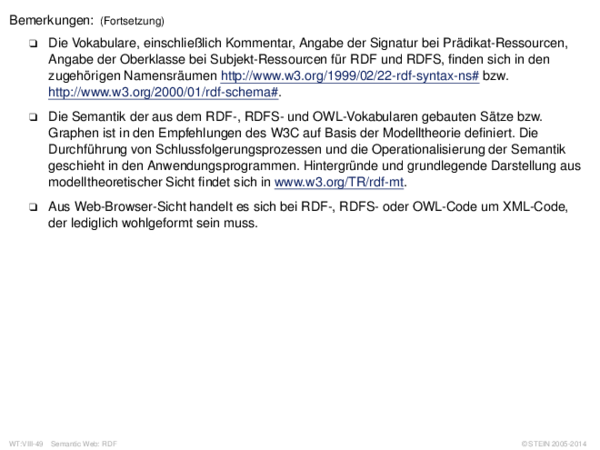 Bemerkungen: (Fortsetzung)
❑ Die Vokabulare, einschließlich Kommentar, Angabe der Signatur bei Prädikat-Ressourcen,
Angabe der Oberklasse bei Subjekt-Ressourcen für RDF und RDFS, finden sich in den
zugehörigen Namensräumen http://www.w3.org/1999/02/22-rdf-syntax-ns# bzw.
http://www.w3.org/2000/01/rdf-schema#.
❑ Die Semantik der aus dem RDF-, RDFS- und OWL-Vokabularen gebauten Sätze bzw.
Graphen ist in den Empfehlungen des W3C auf Basis der Modelltheorie definiert. Die
Durchführung von Schlussfolgerungsprozessen und die Operationalisierung der Semantik
geschieht in den Anwendungsprogrammen. Hintergründe und grundlegende Darstellung aus
modelltheoretischer Sicht findet sich in www.w3.org/TR/rdf-mt.
❑ Aus Web-Browser-Sicht handelt es sich bei RDF-, RDFS- oder OWL-Code um XML-Code,
der lediglich wohlgeformt sein muss.
WT:VIII-49 Semantic Web: RDF
© STEIN 2005-2014